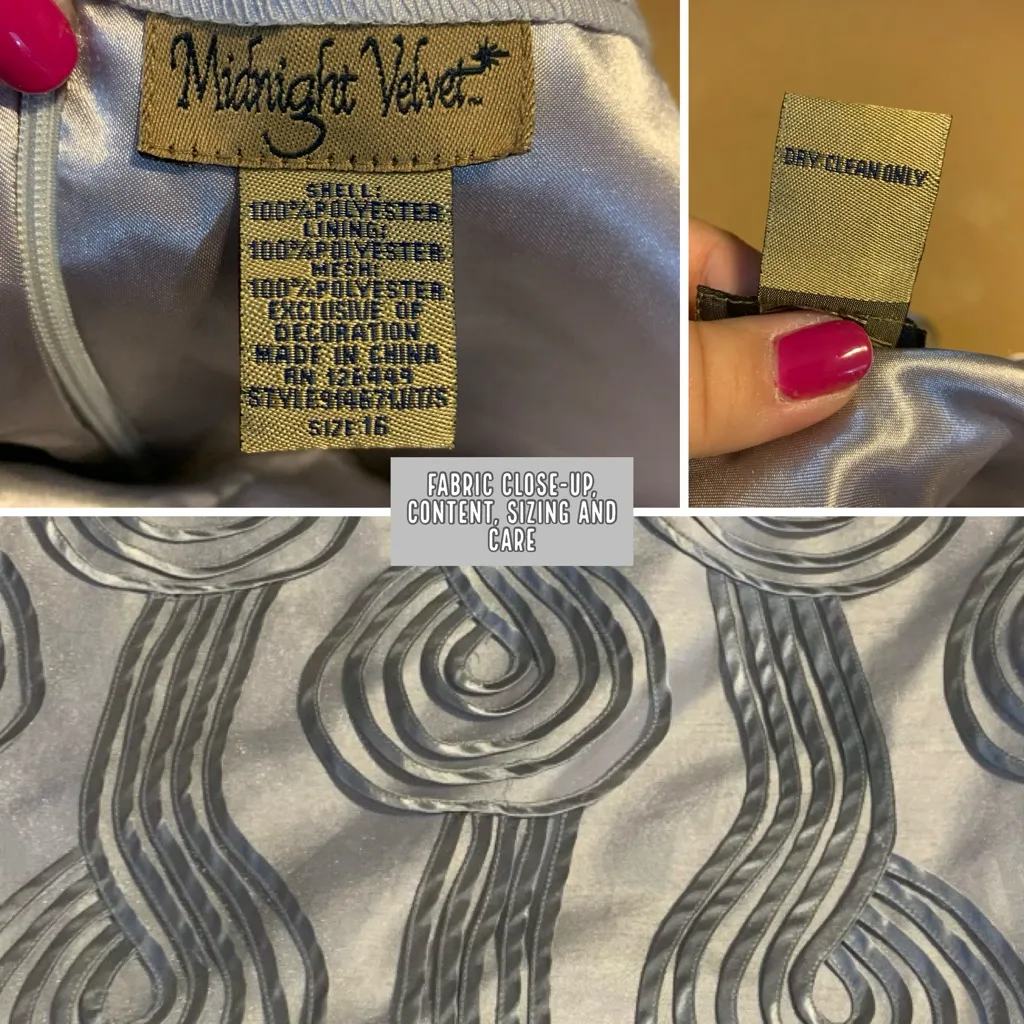 Midnight Velvet™
SHELL:
100%POLYESTER
LINING:
100%POLYESTER
MESH:
100%POLYESTER
EXCLUSIVE OF
DECORATION
MADE IN CHINA
RN 126449
SIZE 16
DRY CLEAN ONLY
FABRIC CLOSE-UP,
CONTENT, SIZING AND
CARE